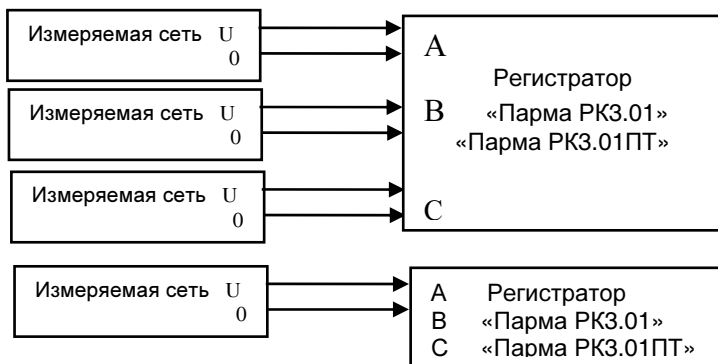 Измеряемая сеть U
0
A
Регистратор
Измеряемая сеть U
0
B «Парма РК3.01»
«Парма РК3.01ПТ»
Измеряемая сеть U
0
C
Измеряемая сеть U
0
A Регистратор
B «Парма РК3.01»
C «Парма РК3.01ПТ»